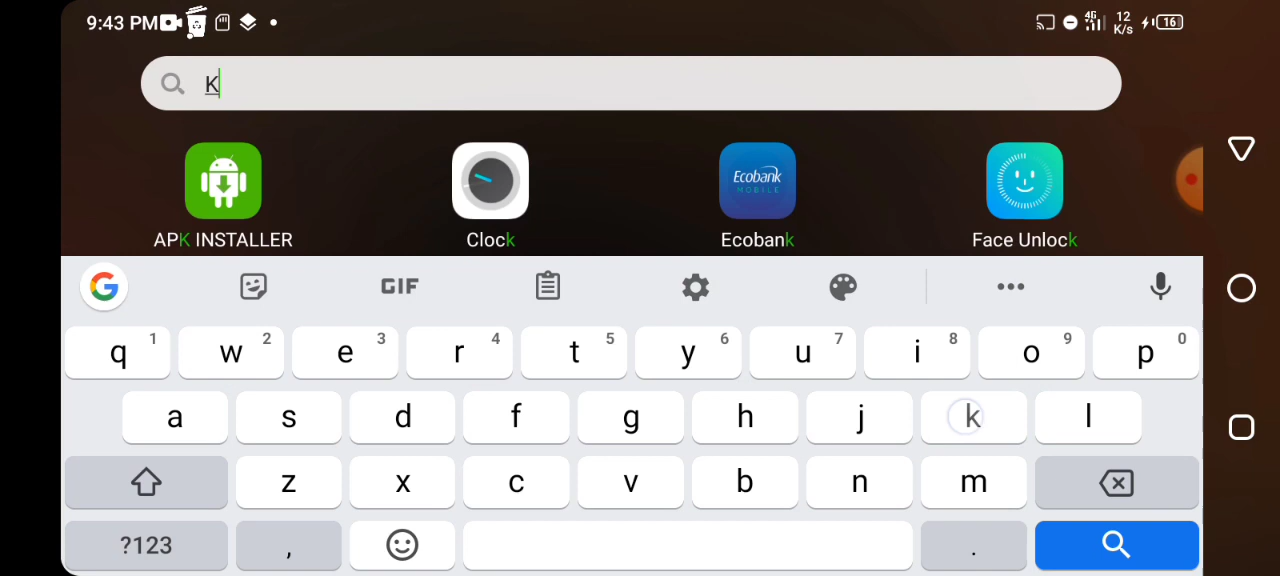 9:43 PM 4G 12 K/s 16
K
Ecobank MOBILE
APK INSTALLER Clock Ecobank Face Unlock
G GIF
q 1 w 2 e 3 r 4 t 5 y 6 u 7 i 8 o 9 p 0
a s d f g h j k l
z x c v b n m
?123 , .